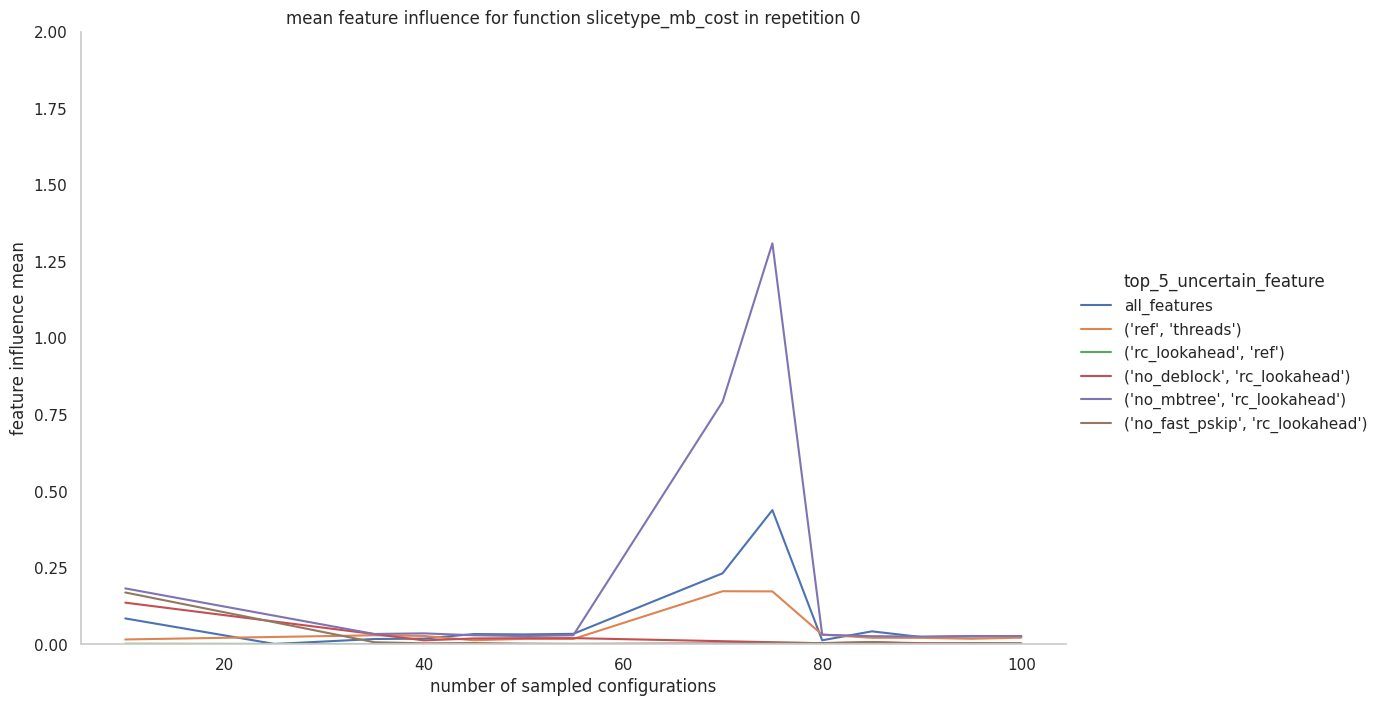 mean feature influence for function slicetype_mb_cost in repetition 0
2.00
1.75
1.50
1.25
1.00
0.75
0.50
0.25
0.00
feature influence mean
20
40
60
80
100
number of sampled configurations
top_5_uncertain_feature
all_features
('ref', 'threads')
('rc_lookahead', 'ref')
('no_deblock', 'rc_lookahead')
('no_mbtree', 'rc_lookahead')
('no_fast_pskip', 'rc_lookahead')